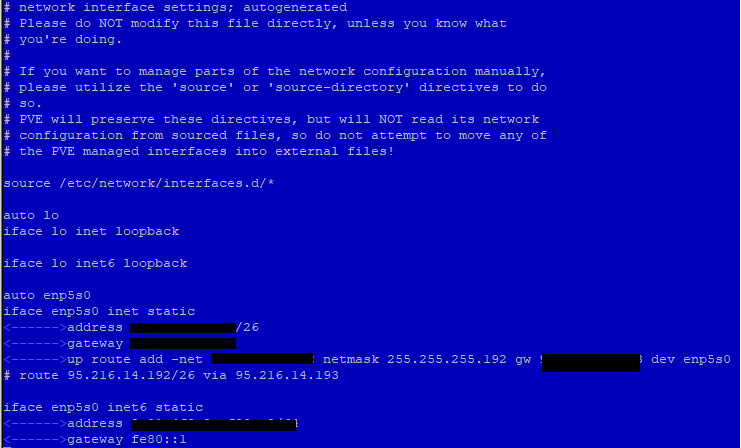 # network interface settings; autogenerated
# Please do NOT modify this file directly, unless you know what
# you're doing.
#
# If you want to manage parts of the network configuration manually,
# please utilize the 'source' or 'source-directory' directives to do
# so.
# PVE will preserve these directives, but will NOT read its network
# configuration from sourced files, so do not attempt to move any of
# the PVE managed interfaces into external files!
source /etc/network/interfaces.d/*
auto lo
iface lo inet loopback
iface lo inet6 loopback
auto enp5s0
iface enp5s0 inet static
<------>address /26
<------>gateway
<------>up route add -net netmask 255.255.255.192 gw dev enp5s0
# route 95.216.14.192/26 via 95.216.14.193
iface enp5s0 inet6 static
<------>address
<------>gateway fe80::1